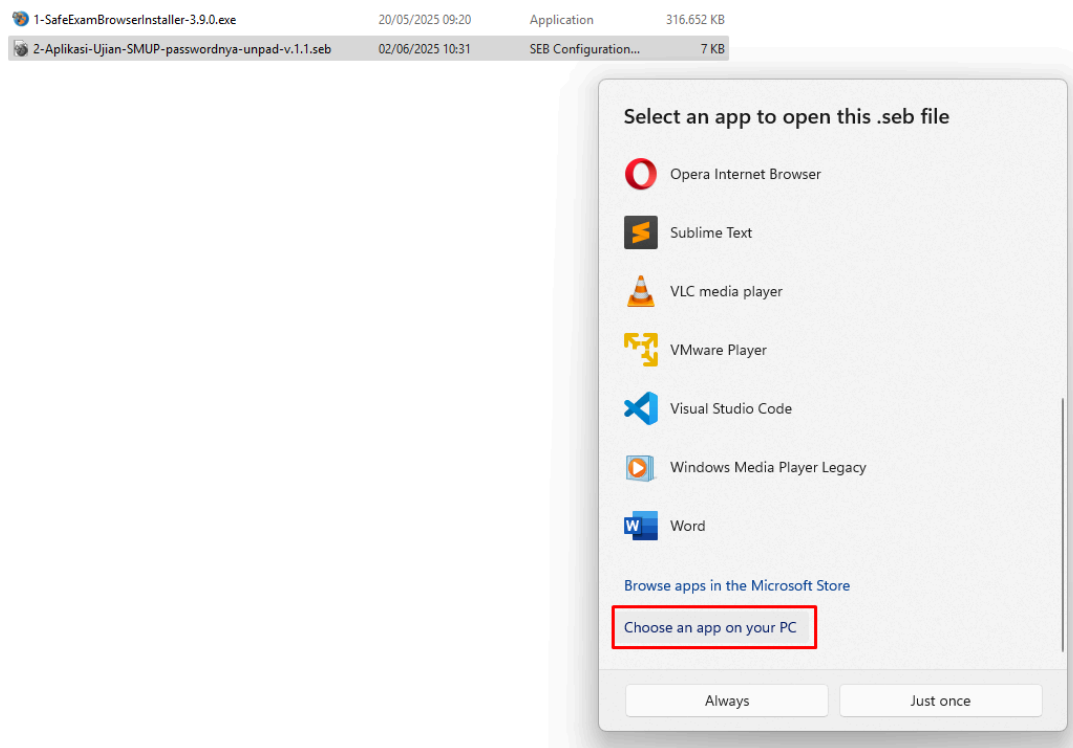 1-SafeExamBrowserInstaller-3.9.0.exe 20/05/2025 09:20 Application 316.652 KB
2-Aplikasi-Ujian-SMUP-passwordnya-unpad-v.1.1.seb 02/06/2025 10:31 SEB Configuration... 7 KB
Select an app to open this .seb file
Opera Internet Browser
Sublime Text
VLC media player
VMware Player
Visual Studio Code
Windows Media Player Legacy
Word
Browse apps in the Microsoft Store
Choose an app on your PC
Always Just once